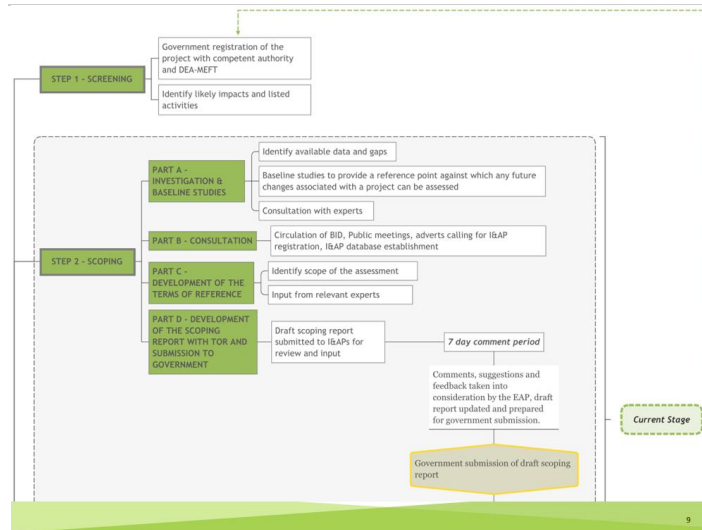 Government registration of the
project with competent authority
and DEA-MEFT
STEP 1 - SCREENING
Identify likely impacts and listed
activities
Identify available data and gaps
PART A -
INVESTIGATION &
BASELINE STUDIES
Baseline studies to provide a reference point against which any future
changes associated with a project can be assessed
Consultation with experts
PART B - CONSULTATION
Circulation of BID, Public meetings, adverts calling for I&AP
registration, I&AP database establishment
STEP 2 - SCOPING
PART C -
DEVELOPMENT OF THE
TERMS OF REFERENCE
Identify scope of the assessment
Input from relevant experts
PART D - DEVELOPMENT
OF THE SCOPING
REPORT WITH TOR AND
SUBMISSION TO
GOVERNMENT
Draft scoping report
submitted to I&APs for
review and input
7 day comment period
Comments, suggestions and
feedback taken into
consideration by the EAP, draft
report updated and prepared
for government submission.
Current Stage
Government submission of draft scoping
report
9